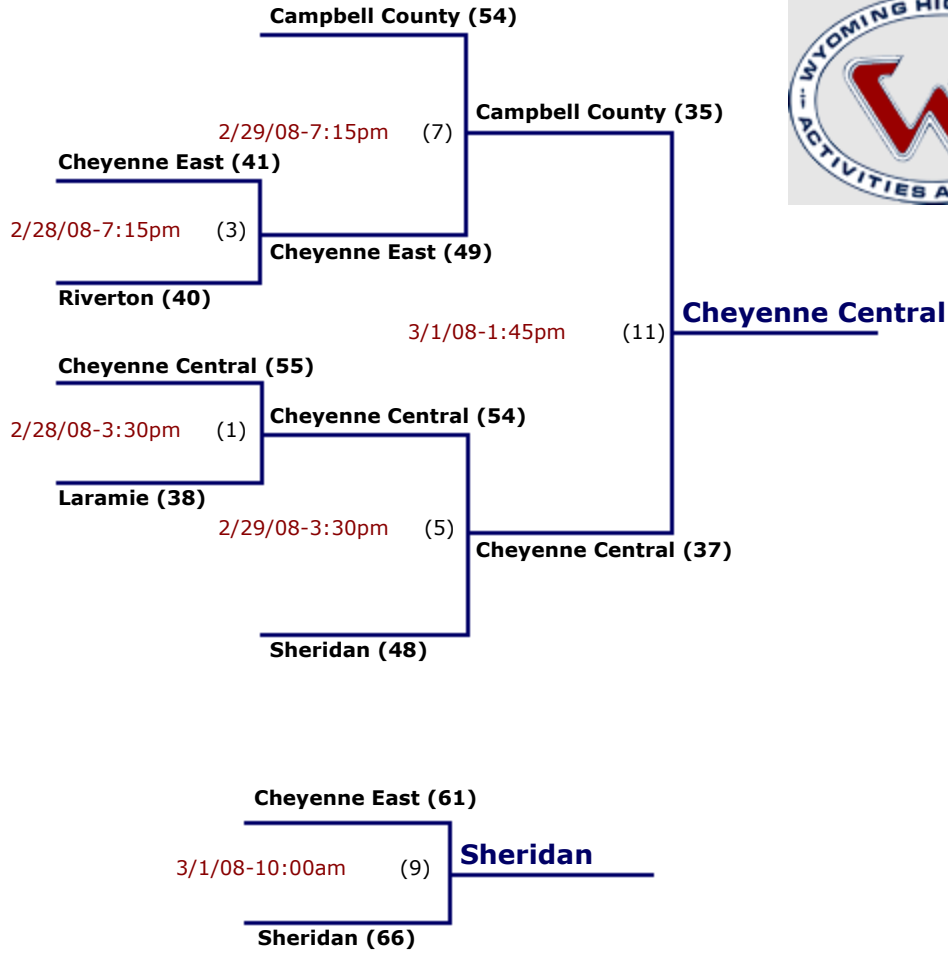 Campbell County (54)
WYOMING HIG
ACTIVITIES A
2/29/08-7:15pm (7)
Campbell County (35)
Cheyenne East (41)
2/28/08-7:15pm (3)
Cheyenne East (49)
Riverton (40)
3/1/08-1:45pm (11)
Cheyenne Central
Cheyenne Central (55)
2/28/08-3:30pm (1)
Cheyenne Central (54)
Laramie (38)
2/29/08-3:30pm (5)
Cheyenne Central (37)
Sheridan (48)
Cheyenne East (61)
3/1/08-10:00am (9)
Sheridan
Sheridan (66)